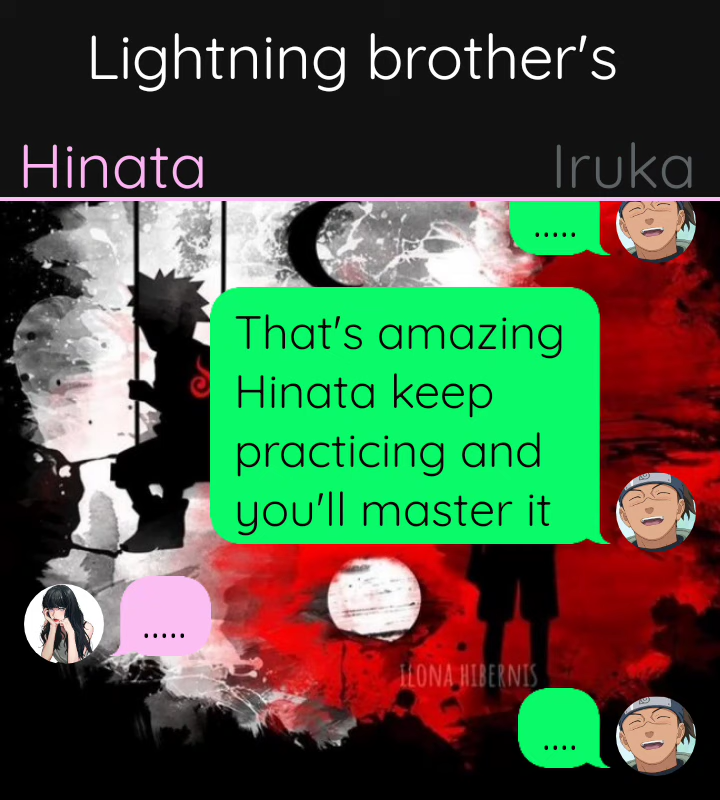 Lightning brother's
Hinata
Iruka
.....
That's amazing
Hinata keep
practicing and
you'll master it
.....
ILONA HIBERNIS
....